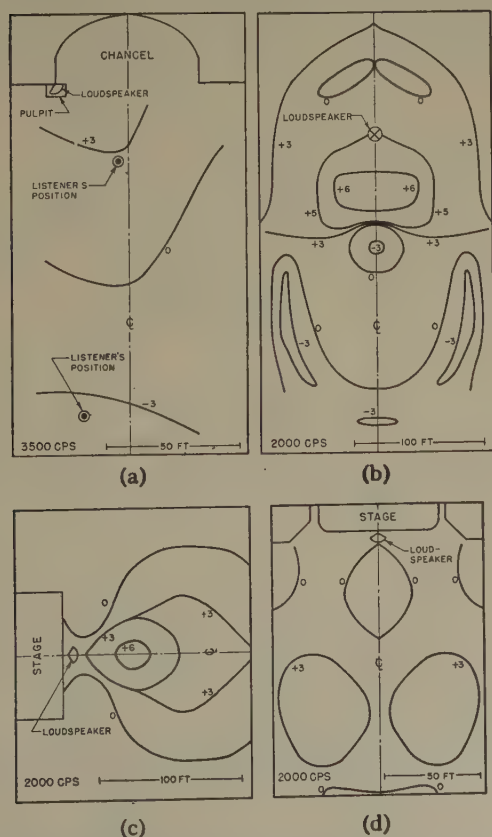 CHANCEL
LOUDSPEAKER
PULPIT
+3
LISTENER'S
POSITION
0
℄
LISTENER'S
POSITION
-3
3500 CPS
50 FT
(a)
0
0
LOUDSPEAKER
+3
+3
+6
+6
+5
+5
+3
+3
-3
0
℄
0
0
-3
-3
-3
2000 CPS
100 FT
(b)
STAGE
0
+3
+6
℄
+3
0
LOUDSPEAKER
2000 CPS
100 FT
(c)
STAGE
LOUD-
SPEAKER
0
0
0
0
℄
+3
+3
2000 CPS
50 FT
0
0
(d)